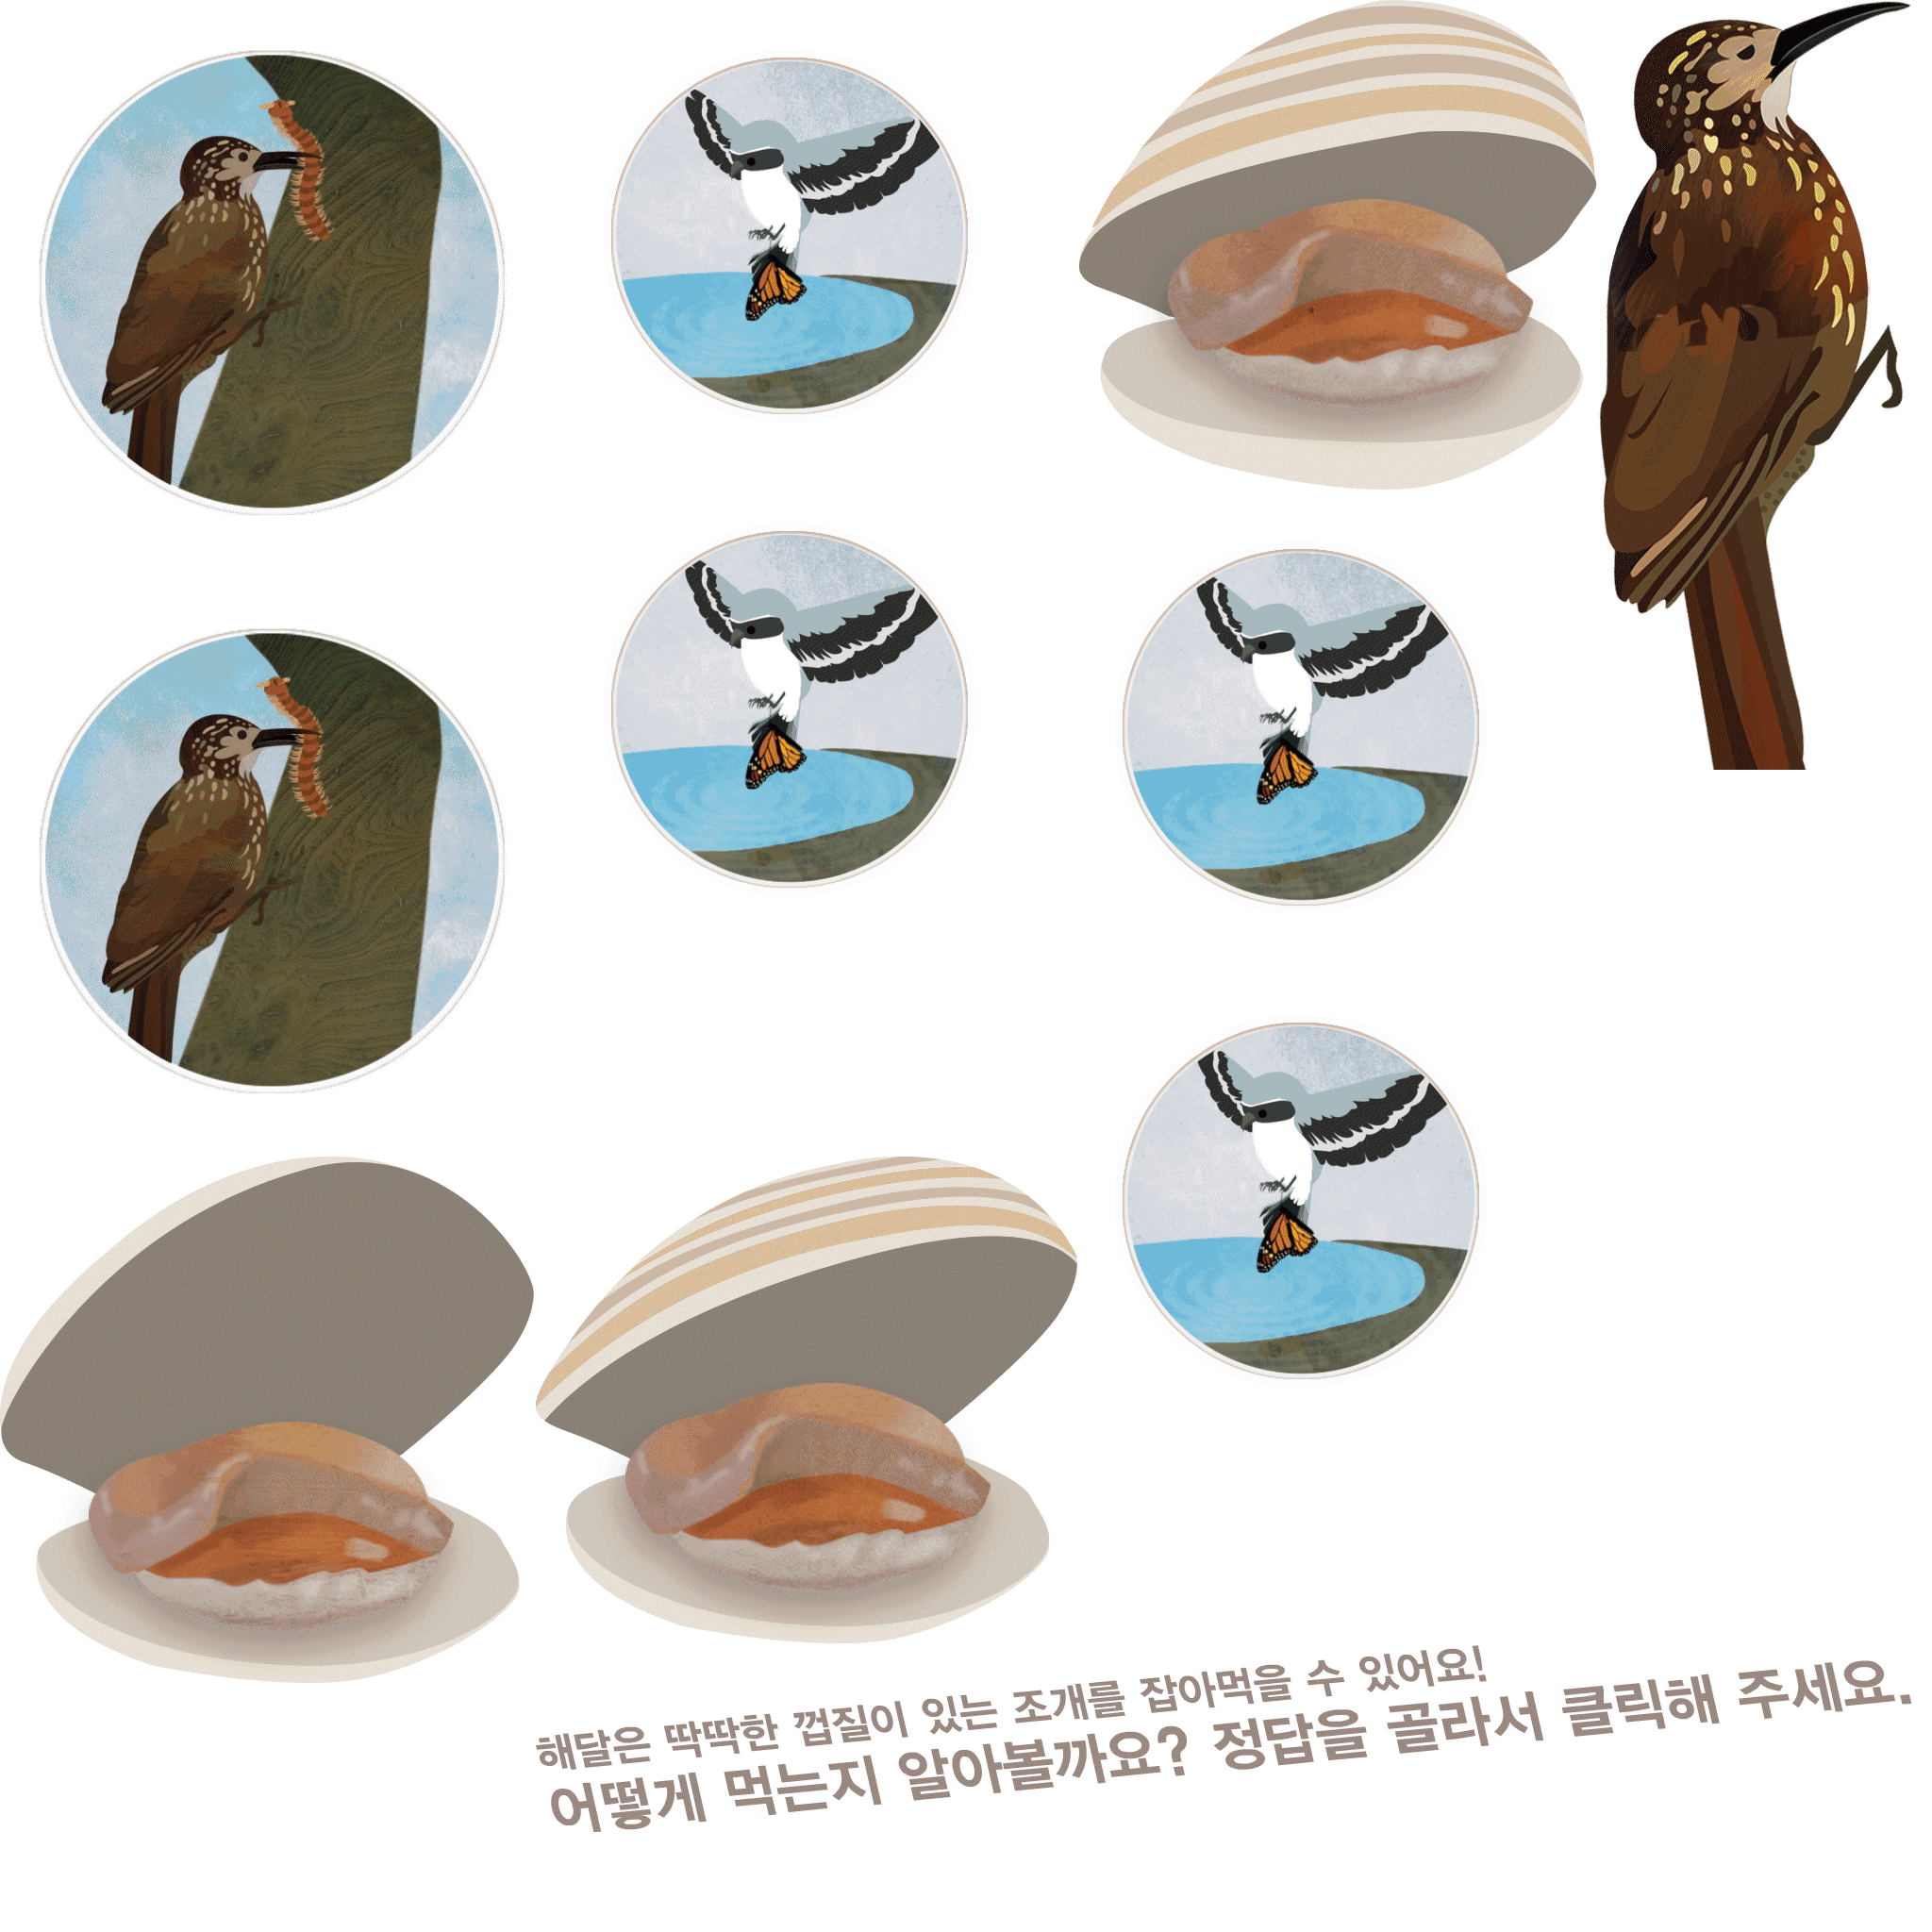 해달은 딱딱한 껍질이 있는 조개를 잡아먹을 수 있어요!
어떻게 먹는지 알아볼까요? 정답을 골라서 클릭해 주세요.